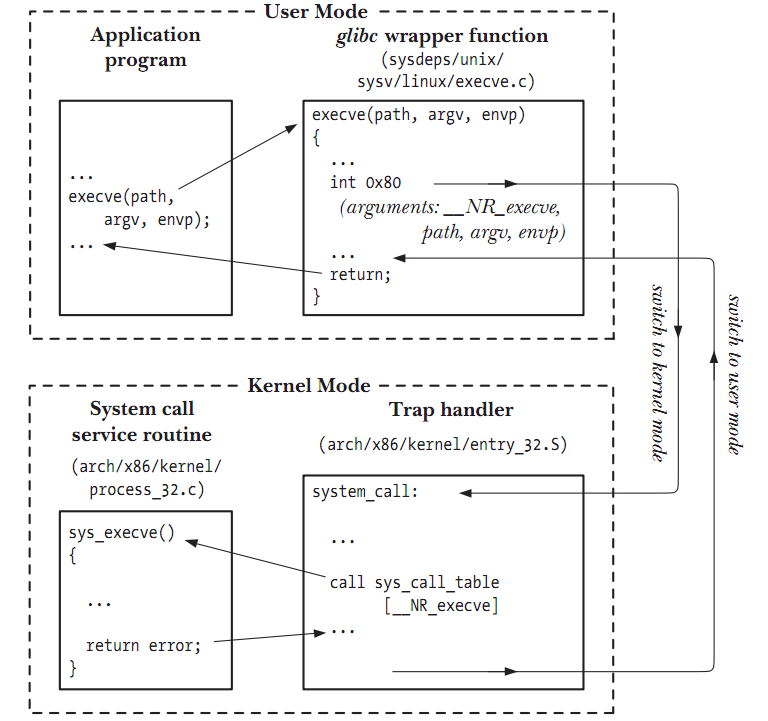 User Mode
Application
program
glibc wrapper function
(sysdeps/unix/
sysv/linux/execve.c)
...
execve(path,
argv, envp);
...
execve(path, argv, envp)
{
...
int 0x80
(arguments: __NR_execve,
path, argv, envp)
...
return;
}
switch to kernel mode
switch to user mode
Kernel Mode
System call
service routine
(arch/x86/kernel/
process_32.c)
Trap handler
(arch/x86/kernel/entry_32.S)
sys_execve()
{
...
return error;
}
system_call:
...
call sys_call_table
[__NR_execve]
...